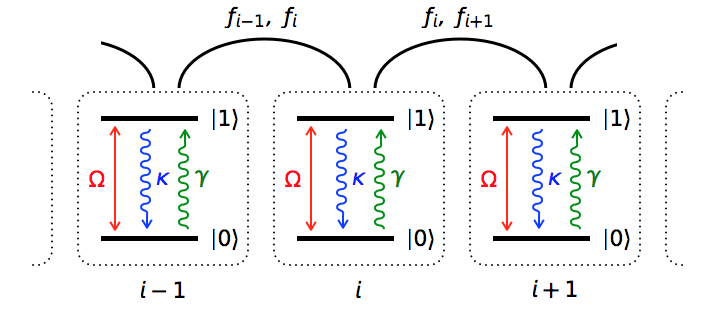 f_{i−1}, f_i f_i, f_{i+1}
|1⟩ |1⟩ |1⟩
Ω κ γ Ω κ γ Ω κ γ
|0⟩ |0⟩ |0⟩
i − 1 i i + 1